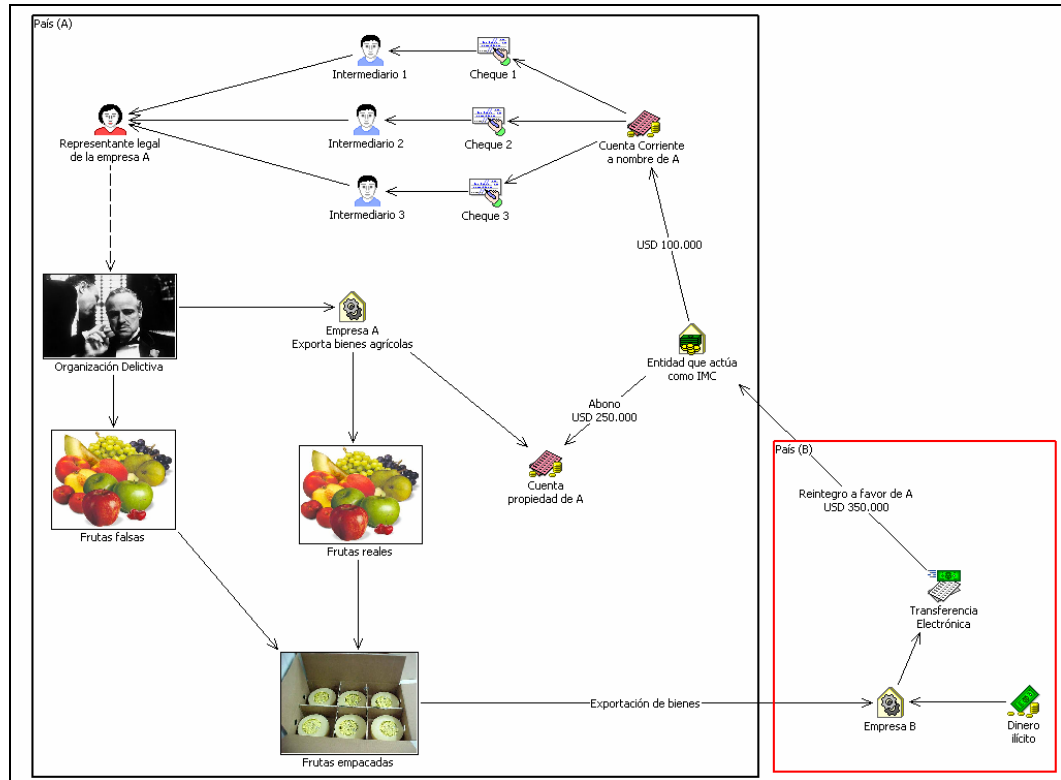 País (A)
Intermediario 1
Cheque 1
Representante legal
de la empresa A
Intermediario 2
Cheque 2
Cuenta Corriente
a nombre de A
Intermediario 3
Cheque 3
USD 100.000
Organización Delictiva
Empresa A
Exporta bienes agrícolas
Entidad que actúa
como IMC
Abono
USD 250.000
Cuenta
propiedad de A
Frutas falsas
Frutas reales
País (B)
Reintegro a favor de A
USD 350.000
Transferencia
Electrónica
Exportación de bienes
Empresa B
Dinero
ilícito
Frutas empacadas